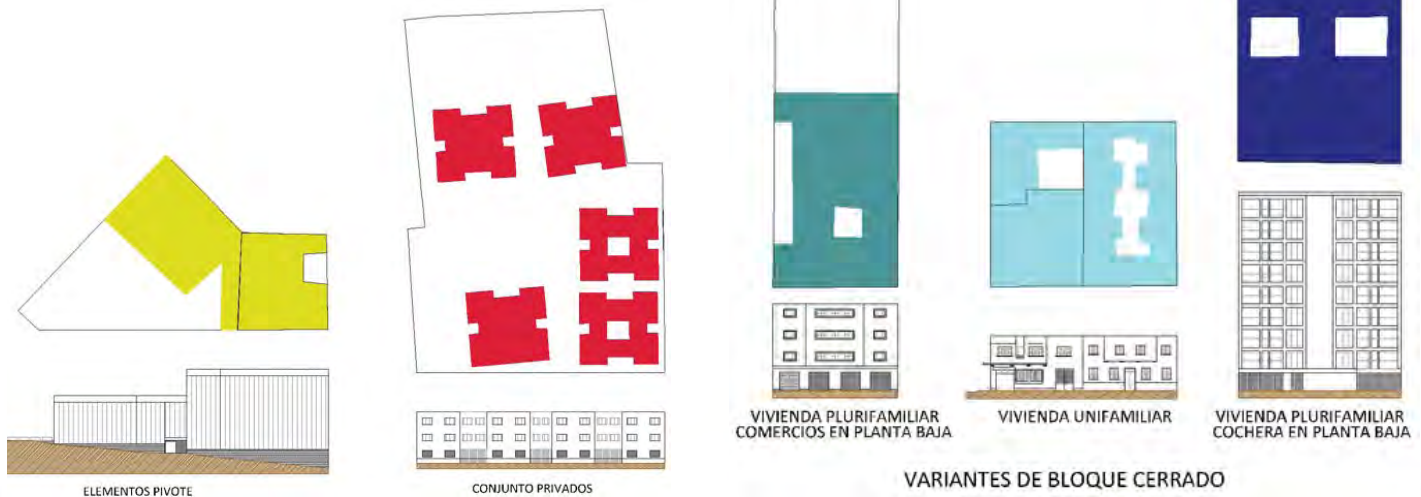 ELEMENTOS PIVOTE
CONJUNTO PRIVADOS
VIVIENDA PLURIFAMILIAR
COMERCIOS EN PLANTA BAJA
VIVIENDA UNIFAMILIAR
VIVIENDA PLURIFAMILIAR
COCHERA EN PLANTA BAJA
VARIANTES DE BLOQUE CERRADO